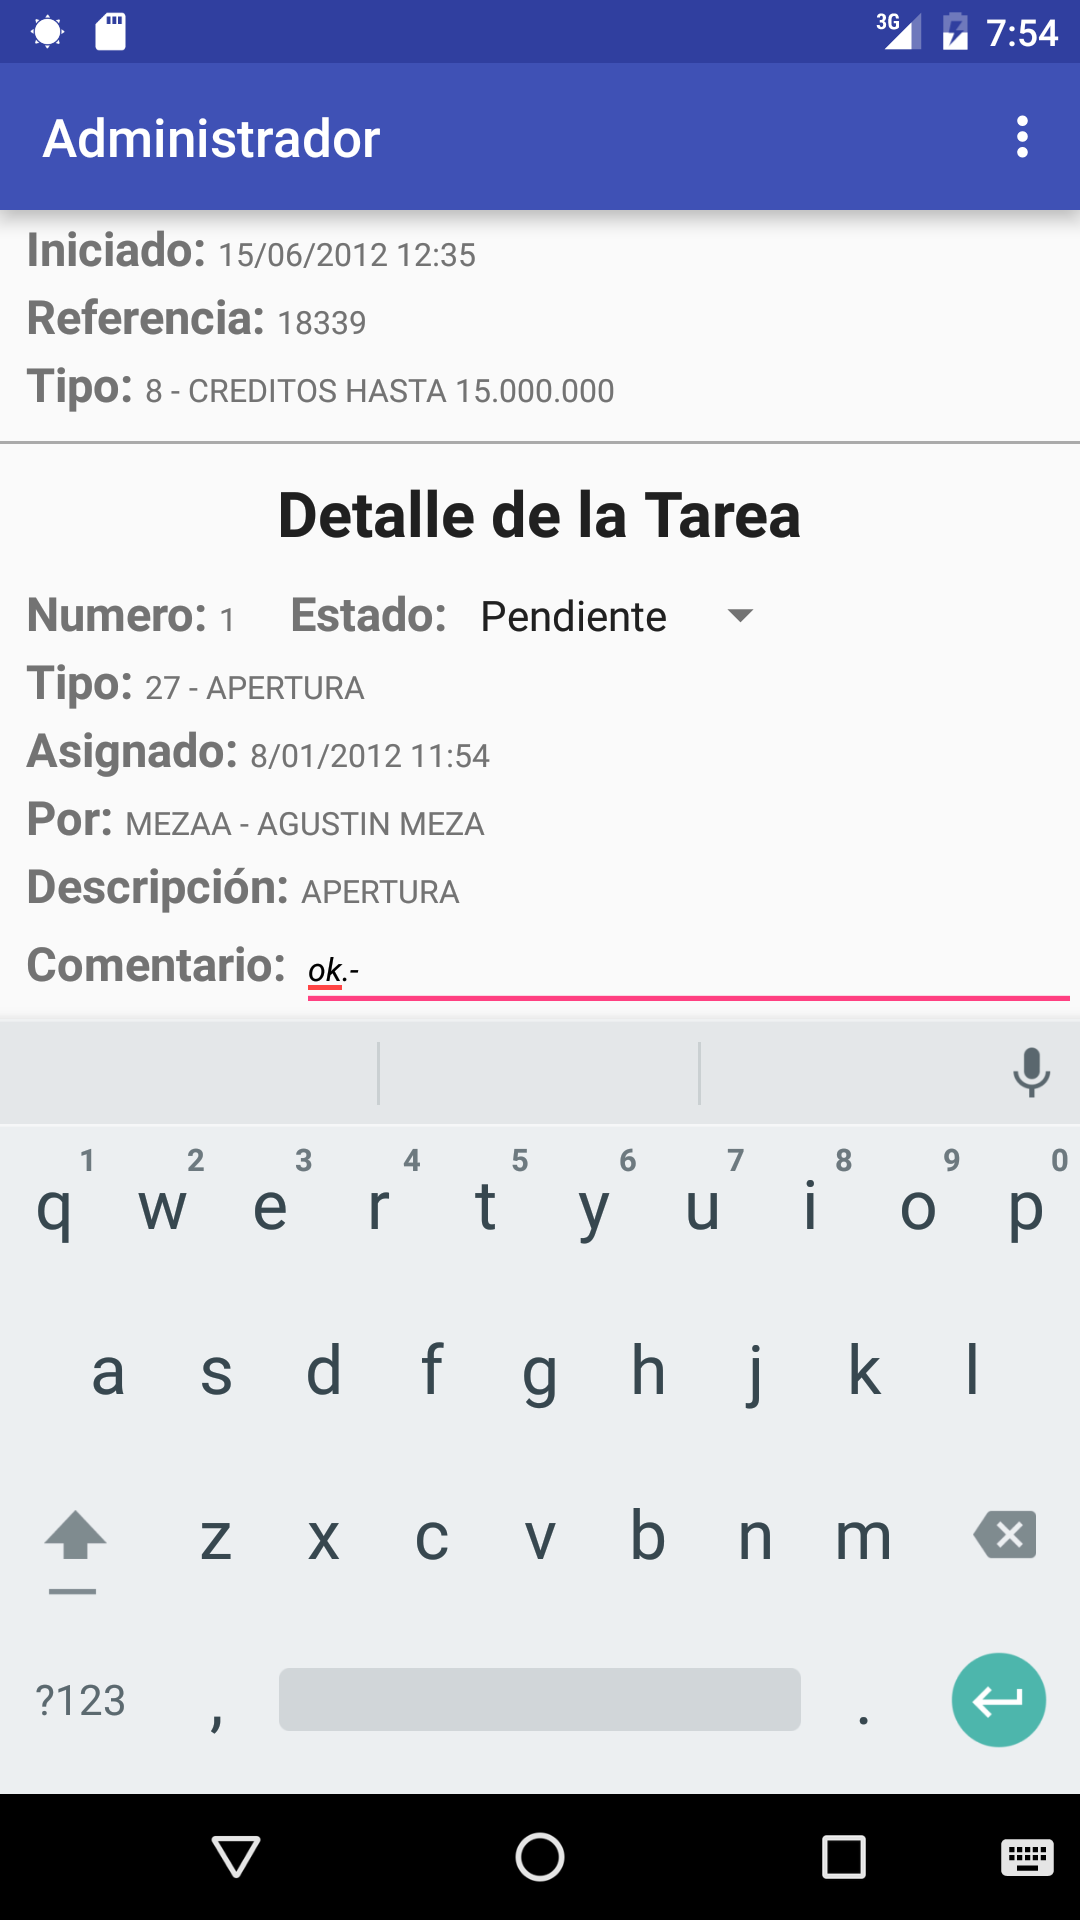 3G 7:54
Administrador
Iniciado: 15/06/2012 12:35
Referencia: 18339
Tipo: 8 - CREDITOS HASTA 15.000.000
Detalle de la Tarea
Numero: 1 Estado: Pendiente
Tipo: 27 - APERTURA
Asignado: 8/01/2012 11:54
Por: MEZAA - AGUSTIN MEZA
Descripción: APERTURA
Comentario: ok.-
1 2 3 4 5 6 7 8 9 0
q w e r t y u i o p
a s d f g h j k l
z x c v b n m
?123 , .